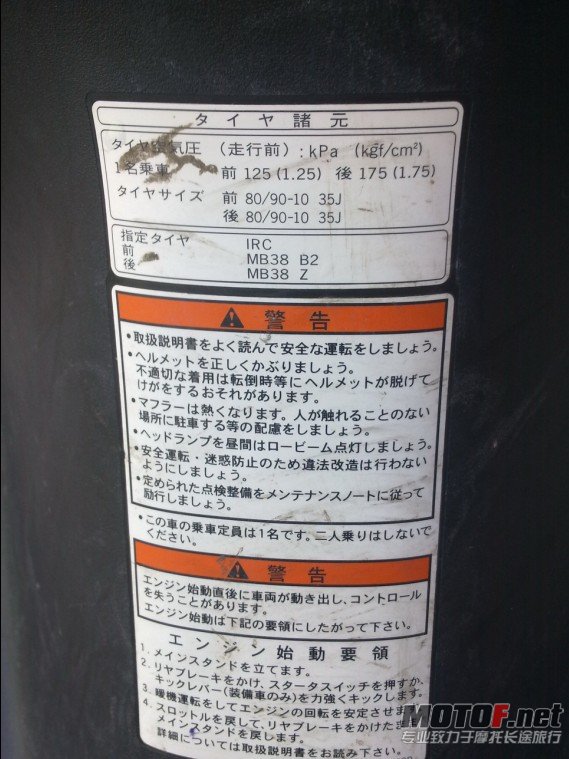 タイヤ諸元
タイヤ空気圧 (走行前) : kPa (kgf/cm²)
1名乗車 前 125 (1.25) 後 175 (1.75)
タイヤサイズ 前 80/90-10 35J
後 80/90-10 35J
指定タイヤ IRC
前 MB38 B2
後 MB38 Z
警告
•取扱説明書をよく読んで安全な運転をしましょう。
•ヘルメットを正しくかぶりましょう。
不適切な着用は転倒時等にヘルメットが脱げて
けがをするおそれがあります。
•マフラーは熱くなります。人が触れることのない
場所に駐車する等の配慮をしましょう。
•ヘッドランプを昼間はロービーム点灯しましょう。
•安全運転・迷惑防止のため違法改造は行わない
ようにしましょう。
•定められた点検整備をメンテナンスノートに従って
励行しましょう。
•この車の乗車定員は1名です。二人乗りはしないで
ください。
警告
エンジン始動直後に車両が動き出し、コントロール
を失うことがあります。
エンジン始動は下記の要領にしたがって下さい。
エンジン始動要領
1. メインスタンドを立てます。
2. リヤブレーキをかけ、スタータスイッチを押すか、
キックレバー(装備車のみ)を力強くキックします。
3. 暖機運転をしてエンジンの回転を安定させま
4. スロットルを戻して、リヤブレーキをかけたま
メインスタンドを戻します。
詳細については取扱説明書をお読み下さい。
MOTOF.net
专业致力于摩托长途旅行